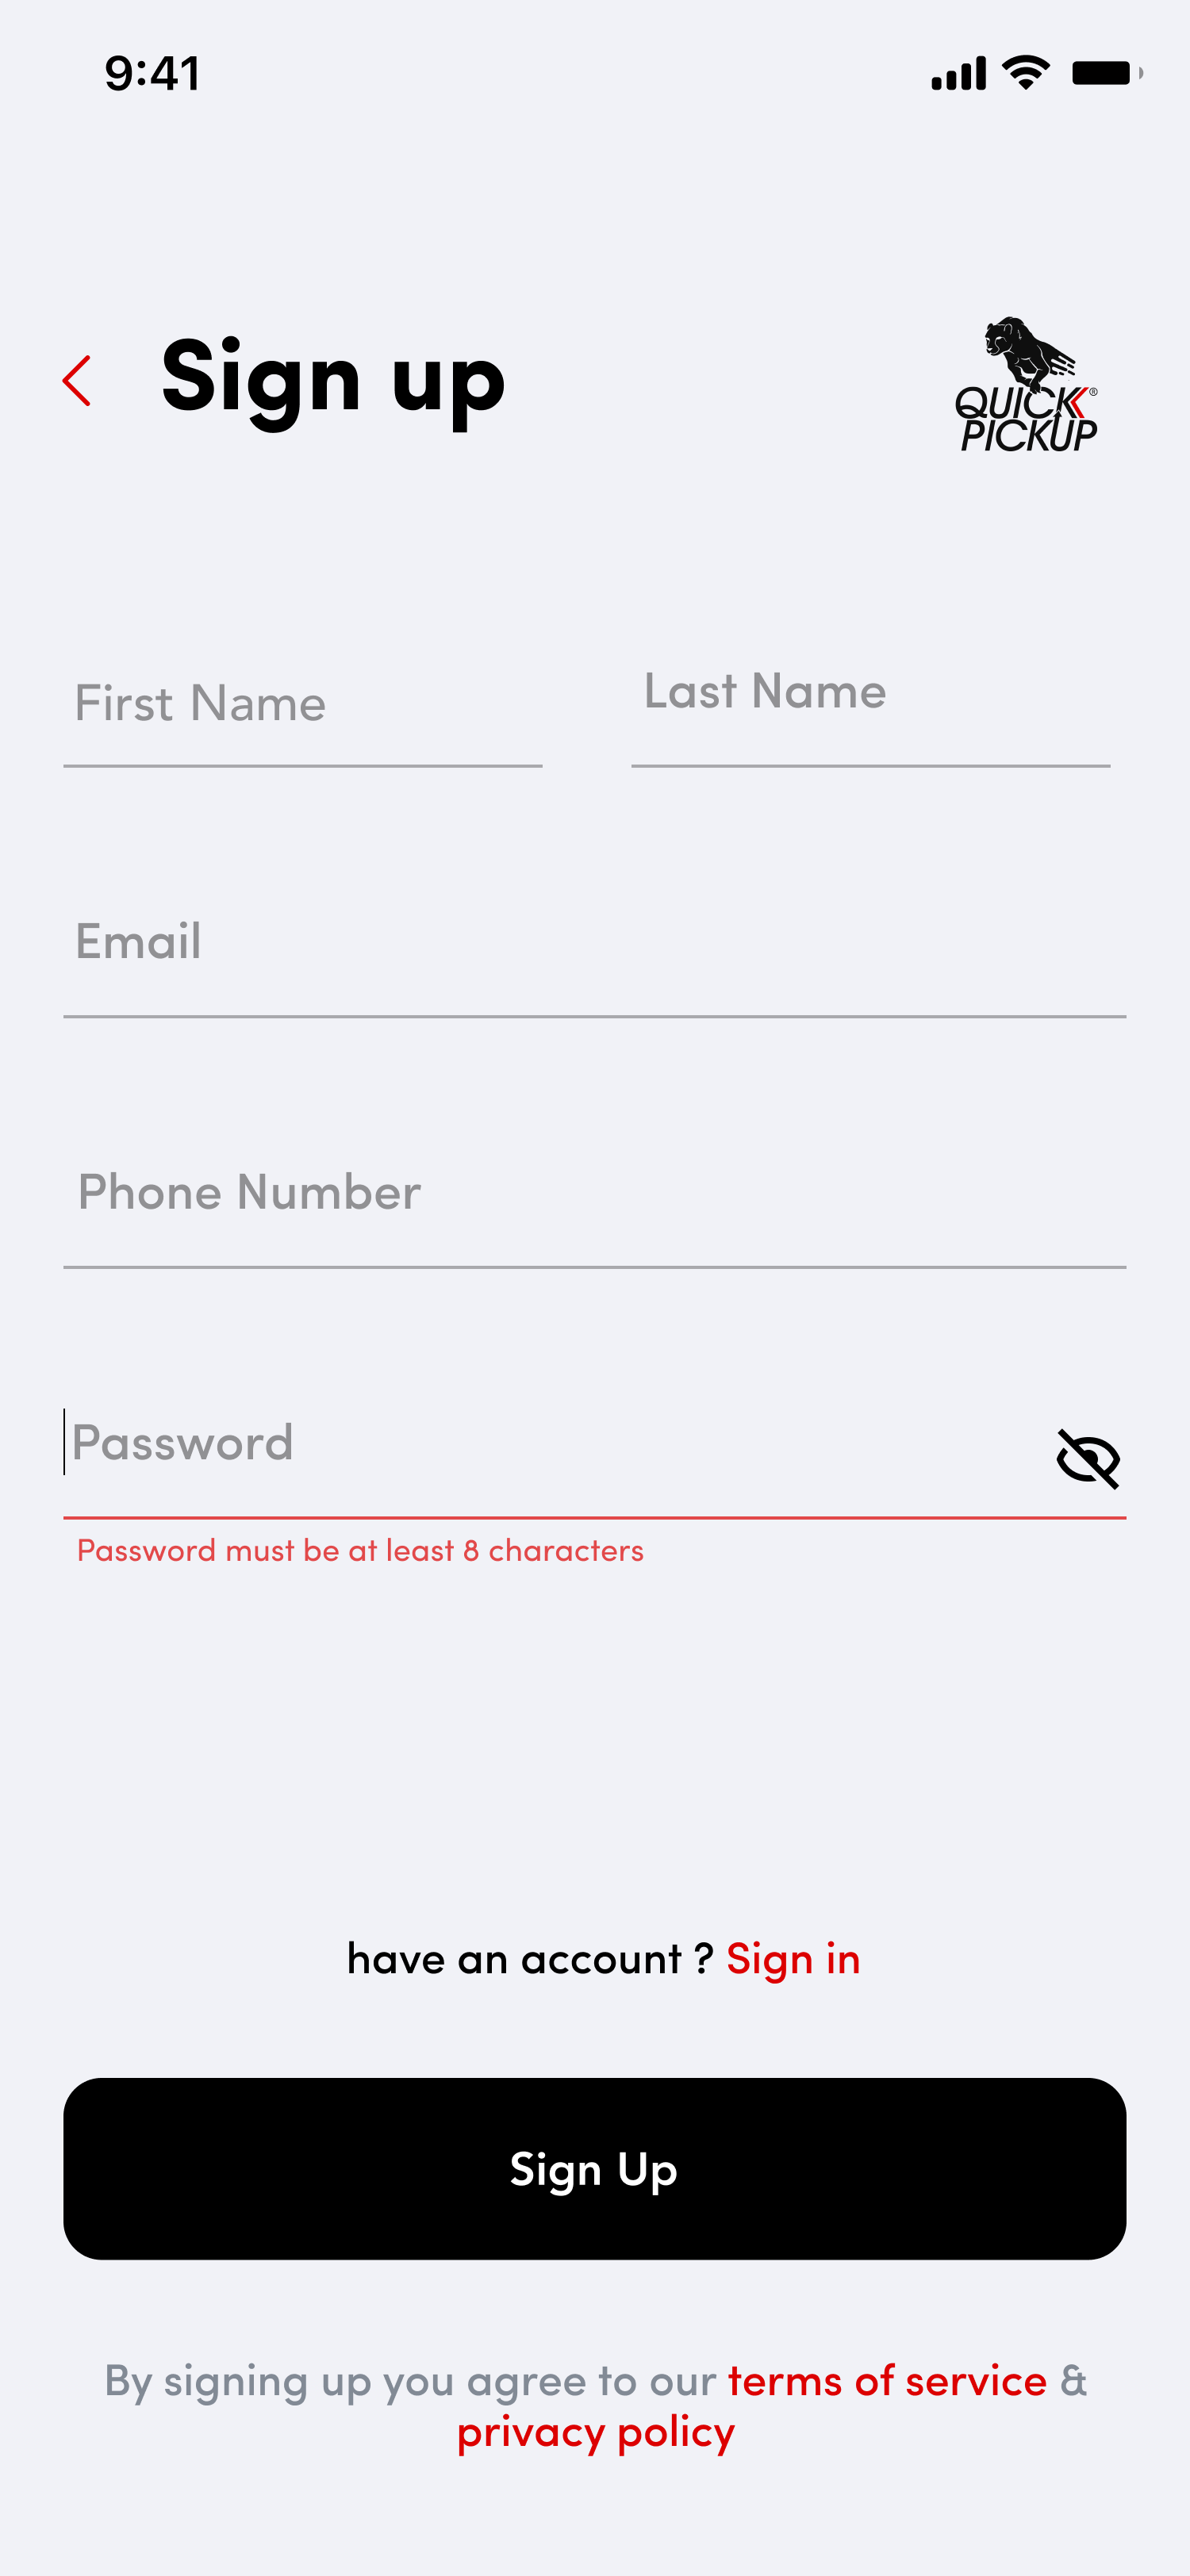 9:41
Sign up
QUICK®
PICKUP
First Name
Last Name
Email
Phone Number
Password
Password must be at least 8 characters
have an account ? Sign in
Sign Up
By signing up you agree to our terms of service &
privacy policy